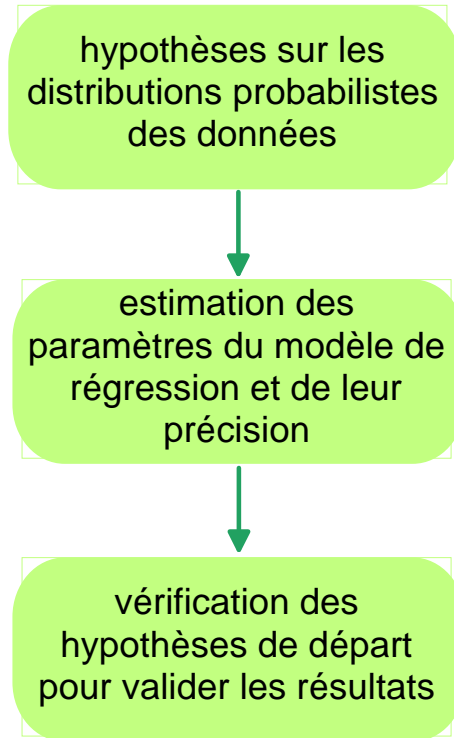 hypothèses sur les
distributions probabilistes
des données
estimation des
paramètres du modèle de
régression et de leur
précision
vérification des
hypothèses de départ
pour valider les résultats